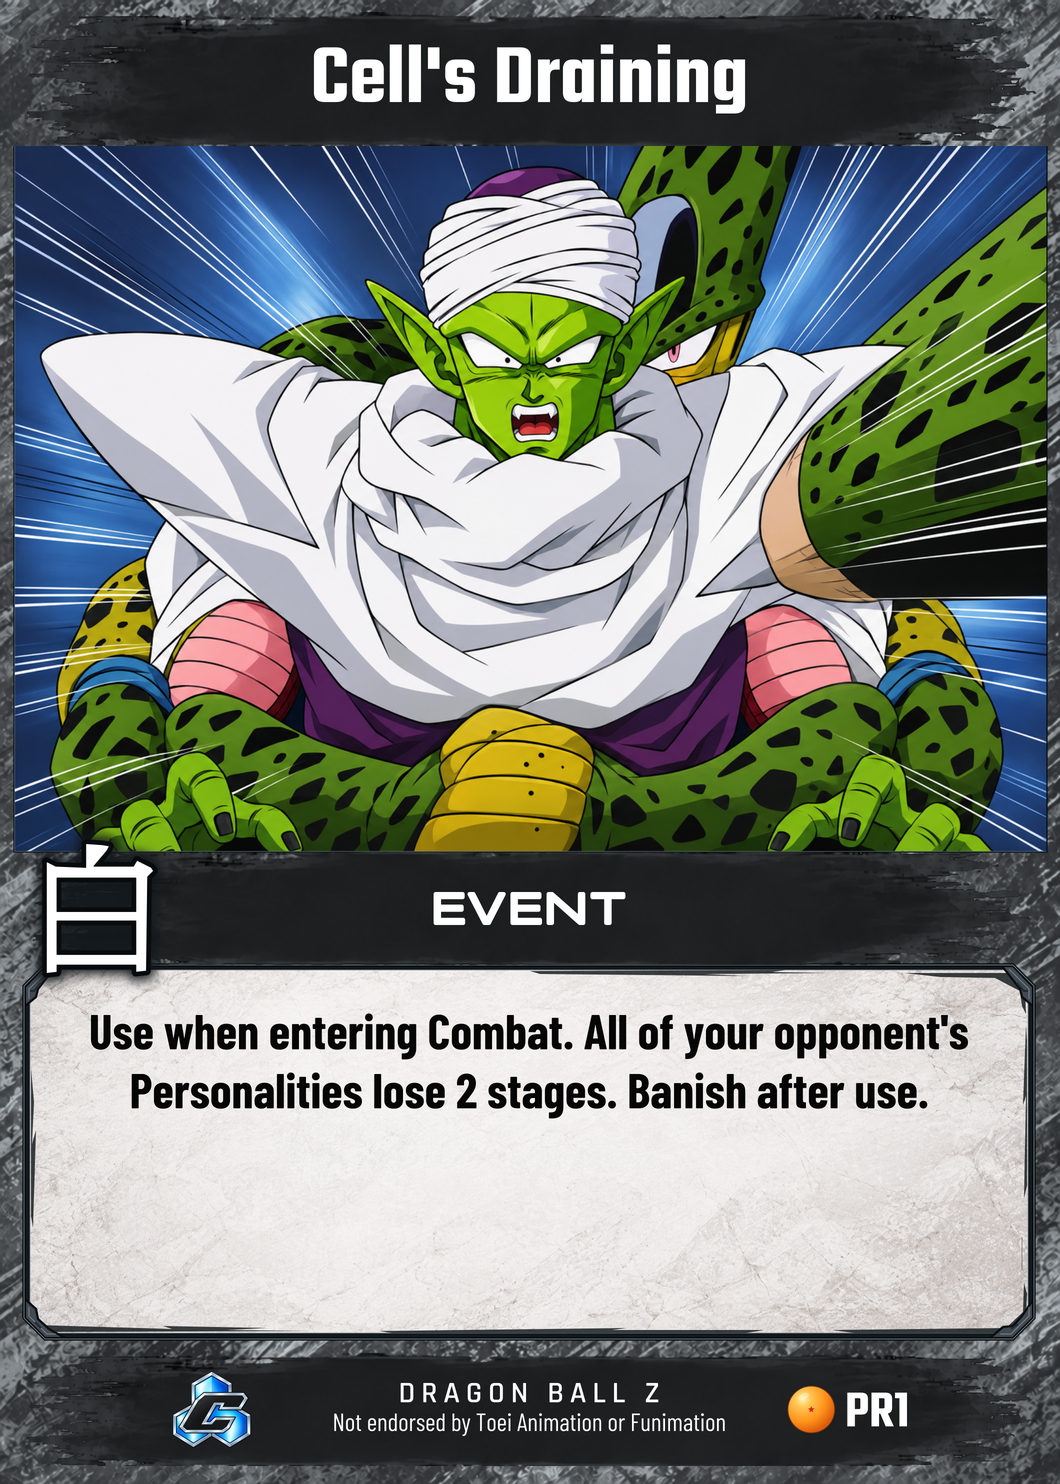 Cell's Draining
白
EVENT
Use when entering Combat. All of your opponent's
Personalities lose 2 stages. Banish after use.
DRAGON BALL Z
Not endorsed by Toei Animation or Funimation
G
PR1